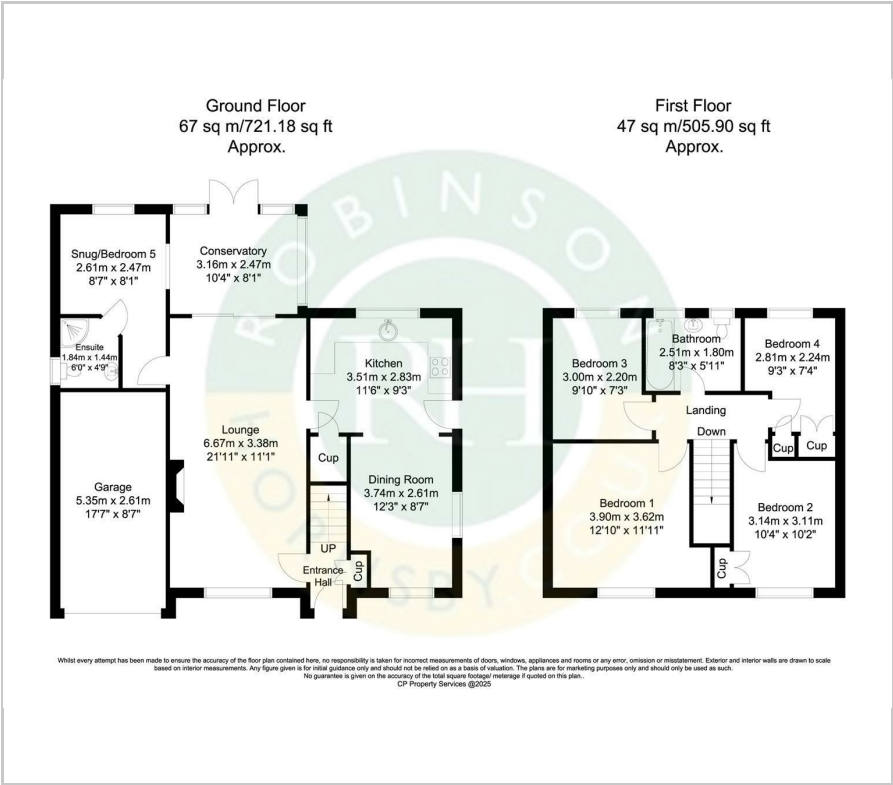 Ground Floor
67 sq m/721.18 sq ft
Approx.
First Floor
47 sq m/505.90 sq ft
Approx.
Snug/Bedroom 5
2.61m x 2.47m
8'7" x 8'1"
Conservatory
3.16m x 2.47m
10'4" x 8'1"
Ensuite
1.84m x 1.44m
6'0" x 4'9"
Kitchen
3.51m x 2.83m
11'6" x 9'3"
Lounge
6.67m x 3.38m
21'11" x 11'1"
Cup
Garage
5.35m x 2.61m
17'7" x 8'7"
Dining Room
3.74m x 2.61m
12'3" x 8'7"
UP
Entrance
Hall
Cup
Bedroom 3
3.00m x 2.20m
9'10" x 7'3"
Bathroom
2.51m x 1.80m
8'3" x 5'11"
Bedroom 4
2.81m x 2.24m
9'3" x 7'4"
Landing
Down
Cup
Cup
Bedroom 1
3.90m x 3.62m
12'10" x 11'11"
Bedroom 2
3.14m x 3.11m
10'4" x 10'2"
Cup
ROBINSON
RH
HORNSBY
Whilst every attempt has been made to ensure the accuracy of the floor plan contained here, no responsibility is taken for incorrect measurements of doors, windows, appliances and rooms or any error, omission or misstatement. Exterior and interior walls are drawn to scale
based on interior measurements. Any figure given is for initial guidance only and should not be relied on as a basis of valuation. The plans are for marketing purposes only and should only be used as such.
No guarantee is given on the accuracy of the total square footage/ meterage if quoted on this plan..
CP Property Services @2025